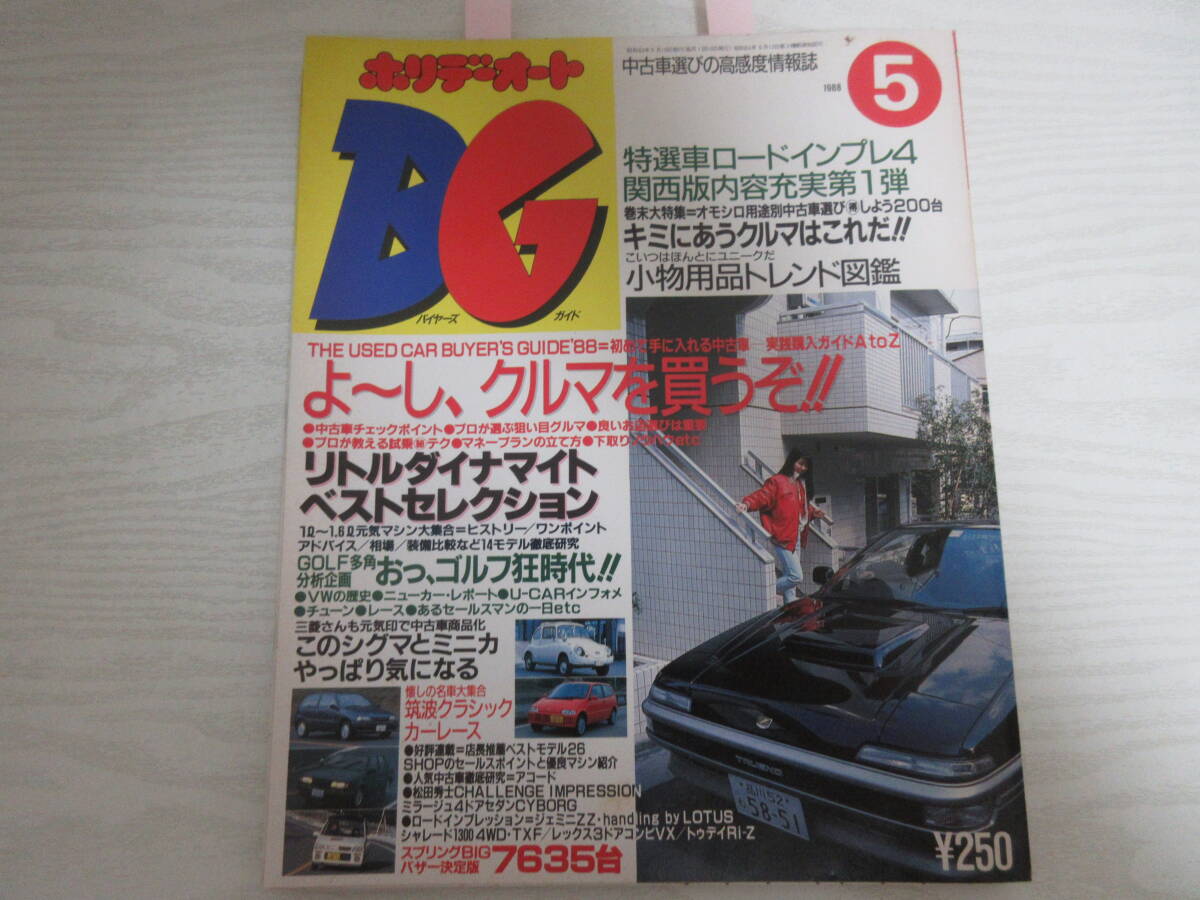 ホリデーオート
BG
バイヤーズ
ガイド
中古車選びの高感度情報誌
1988
5
特選車ロードインプレ4
関西版内容充実第1弾
巻末大特集=オモシロ用途別中古車選び㊝しよう200台
キミにあうクルマはこれだ!!
こいつはほんとにユニークだ
小物用品トレンド図鑑
THE USED CAR BUYER'S GUIDE'88=初めて手に入れる中古車 実践購入ガイドAtoZ
よ〜し、クルマを買うぞ!!
●中古車チェックポイント●プロが選ぶ狙い目グルマ●良いお店選びは重要
●プロが教える試乗㊙テク●マネープランの立て方●下取りノウハウetc
リトルダイナマイト
ベストセレクション
1ℓ〜1.6ℓ元気マシン大集合=ヒストリー/ワンポイント
アドバイス/相場/装備比較など14モデル徹底研究
GOLF多角
分析企画
おっ、ゴルフ狂時代!!
●VWの歴史●ニューカー・レポート●U-CARインフォメ
●チューン●レース●あるセールスマンの一日etc
三菱さんも元気印で中古車商品化
このシグマとミニカ
やっぱり気になる
懐しの名車大集合
筑波クラシック
カーレース
●好評連載=店長推薦ベストモデル26
SHOPのセールスポイントと優良マシン紹介
●人気中古車徹底研究=アコード
●松田秀士CHALLENGE IMPRESSION
ミラージュ4ドアセダンCYBORG
●ロードインプレッション=ジェミニZZ・handling by LOTUS
シャレード1300 4WD・TXF/レックス3ドアコンビVX/トゥデイRi-Z
スプリングBIG
バザー決定版
7635台
TRUENO
品川52
58-51
¥250